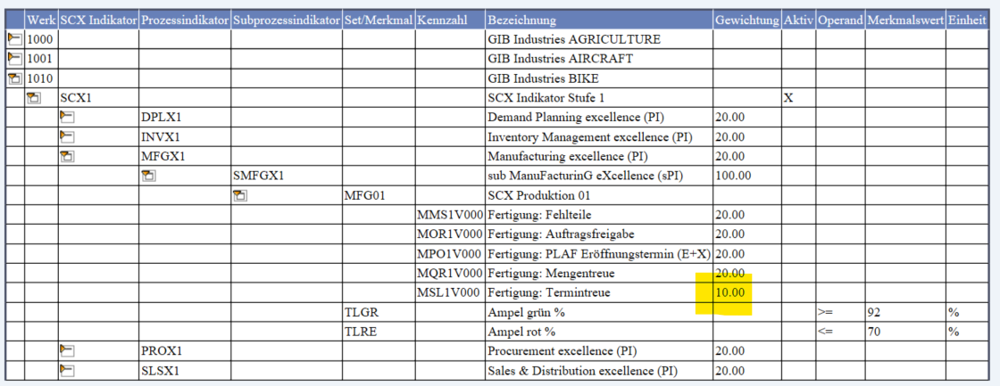 Werk SCX Indikator Prozessindikator Subprozessindikator Set/Merkmal Kennzahl Bezeichnung Gewichtung Aktiv Operand Merkmalswert Einheit
1000 GIB Industries AGRICULTURE
1001 GIB Industries AIRCRAFT
1010 GIB Industries BIKE
SCX1 SCX Indikator Stufe 1 X
DPLX1 Demand Planning excellence (PI) 20.00
INVX1 Inventory Management excellence (PI) 20.00
MFGX1 Manufacturing excellence (PI) 20.00
SMFGX1 sub ManuFacturinG eXcellence (sPI) 100.00
MFG01 SCX Produktion 01
MMS1V000 Fertigung: Fehlteile 20.00
MOR1V000 Fertigung: Auftragsfreigabe 20.00
MPO1V000 Fertigung: PLAF Eröffnungstermin (E+X) 20.00
MQR1V000 Fertigung: Mengentreue 20.00
MSL1V000 Fertigung: Termintreue 10.00
TLGR Ampel grün % >= 92 %
TLRE Ampel rot % <= 70 %
PROX1 Procurement excellence (PI) 20.00
SLSX1 Sales & Distribution excellence (PI) 20.00